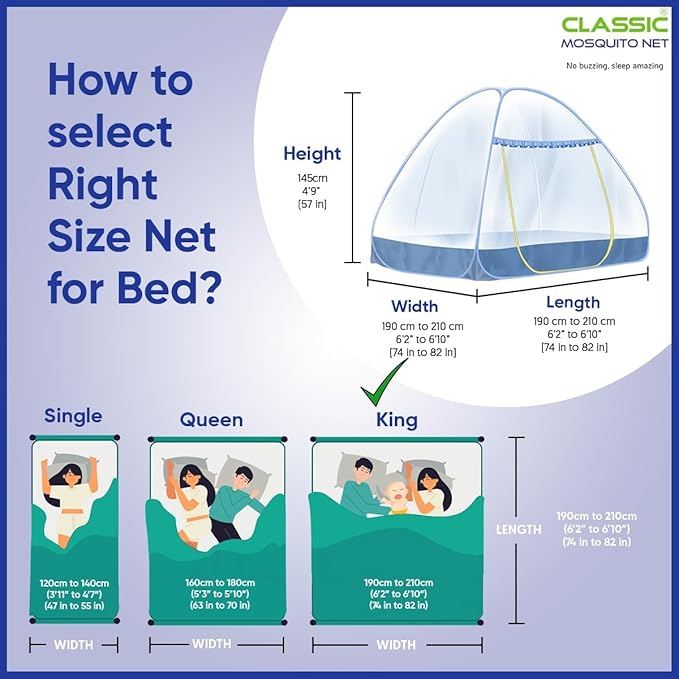 CLASSIC®
MOSQUITO NET
No buzzing, sleep amazing
How to
select
Right
Size Net
for Bed?
Height
145cm
4'9"
(57 in)
Width
190 cm to 210 cm
6'2" to 6'10"
(74 in to 82 in)
Length
190 cm to 210 cm
6'2" to 6'10"
(74 in to 82 in)
Single
Queen
King
120cm to 140cm
(3'11" to 4'7")
(47 in to 55 in)
160cm to 180cm
(5'3" to 5'10")
(63 in to 70 in)
190cm to 210cm
(6'2" to 6'10")
(74 in to 82 in)
LENGTH
190cm to 210cm
(6'2" to 6'10")
(74 in to 82 in)
WIDTH
WIDTH
WIDTH